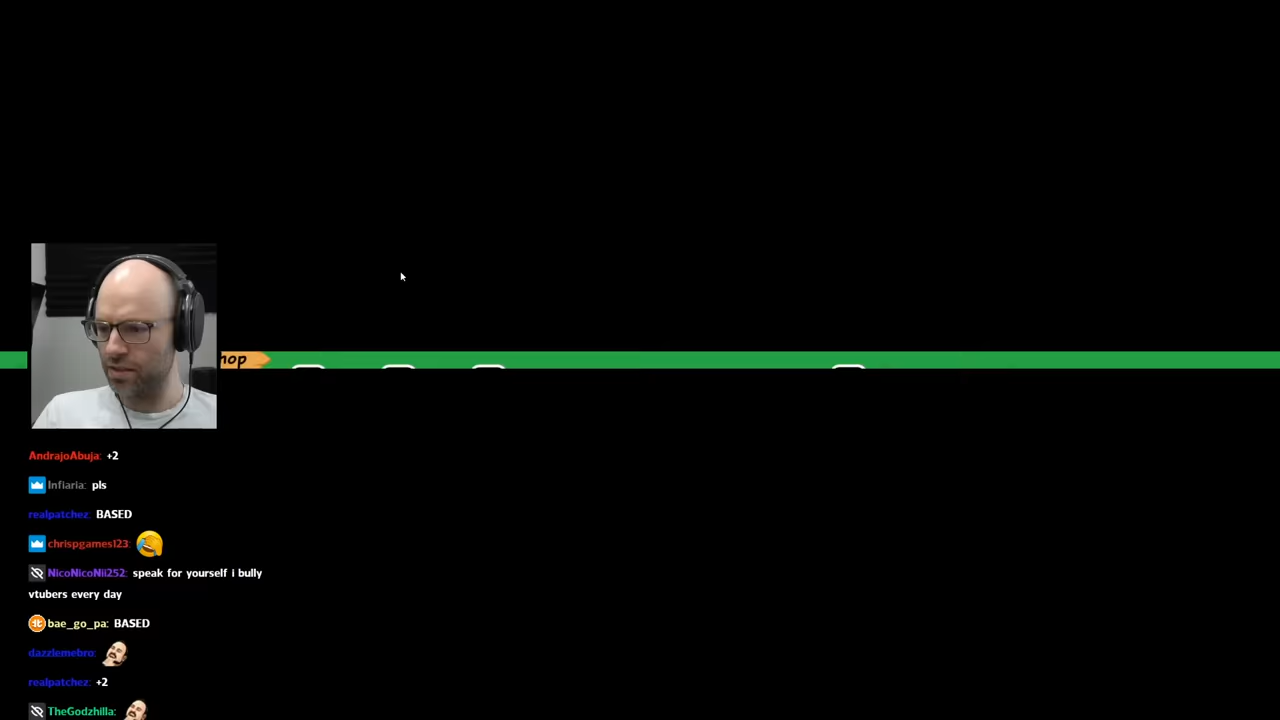 hop
AndrajoAbuja: +2
Infiaria: pls
realpatchez: BASED
chrispgames123:
NicoNicoNii252: speak for yourself i bully
vtubers every day
bae_go_pa: BASED
dazzlemebro:
realpatchez: +2
TheGodzhilla: